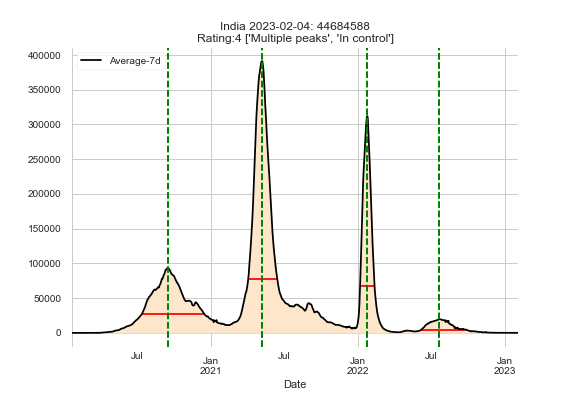 India 2023-02-04: 44684588
Rating:4 ['Multiple peaks', 'In control']
Average-7d
400000
350000
300000
250000
200000
150000
100000
50000
0
Jul
Jan
2021
Jul
Jan
2022
Jul
Jan
2023
Date